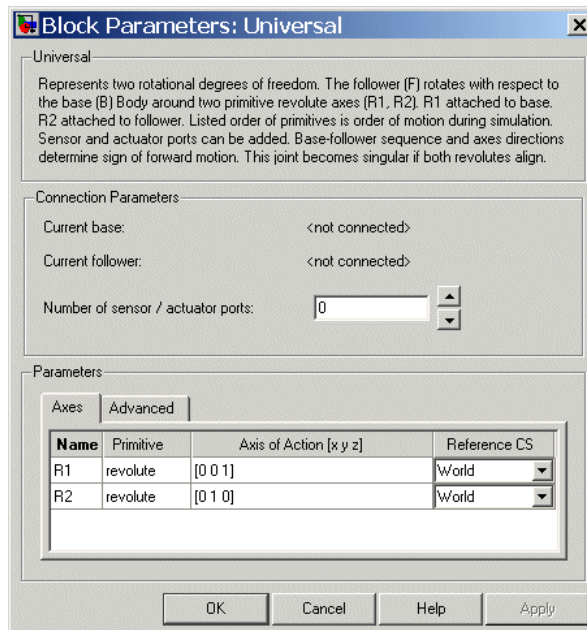 Block Parameters: Universal
Universal
Represents two rotational degrees of freedom. The follower (F) rotates with respect to
the base (B) Body around two primitive revolute axes (R1, R2). R1 attached to base.
R2 attached to follower. Listed order of primitives is order of motion during simulation.
Sensor and actuator ports can be added. Base-follower sequence and axes directions
determine sign of forward motion. This joint becomes singular if both revolutes align.
Connection Parameters
Current base: <not connected>
Current follower: <not connected>
Number of sensor / actuator ports: 0
Parameters
Axes Advanced
Name Primitive Axis of Action [x y z] Reference CS
R1 revolute [0 0 1] World
R2 revolute [0 1 0] World
OK Cancel Help Apply